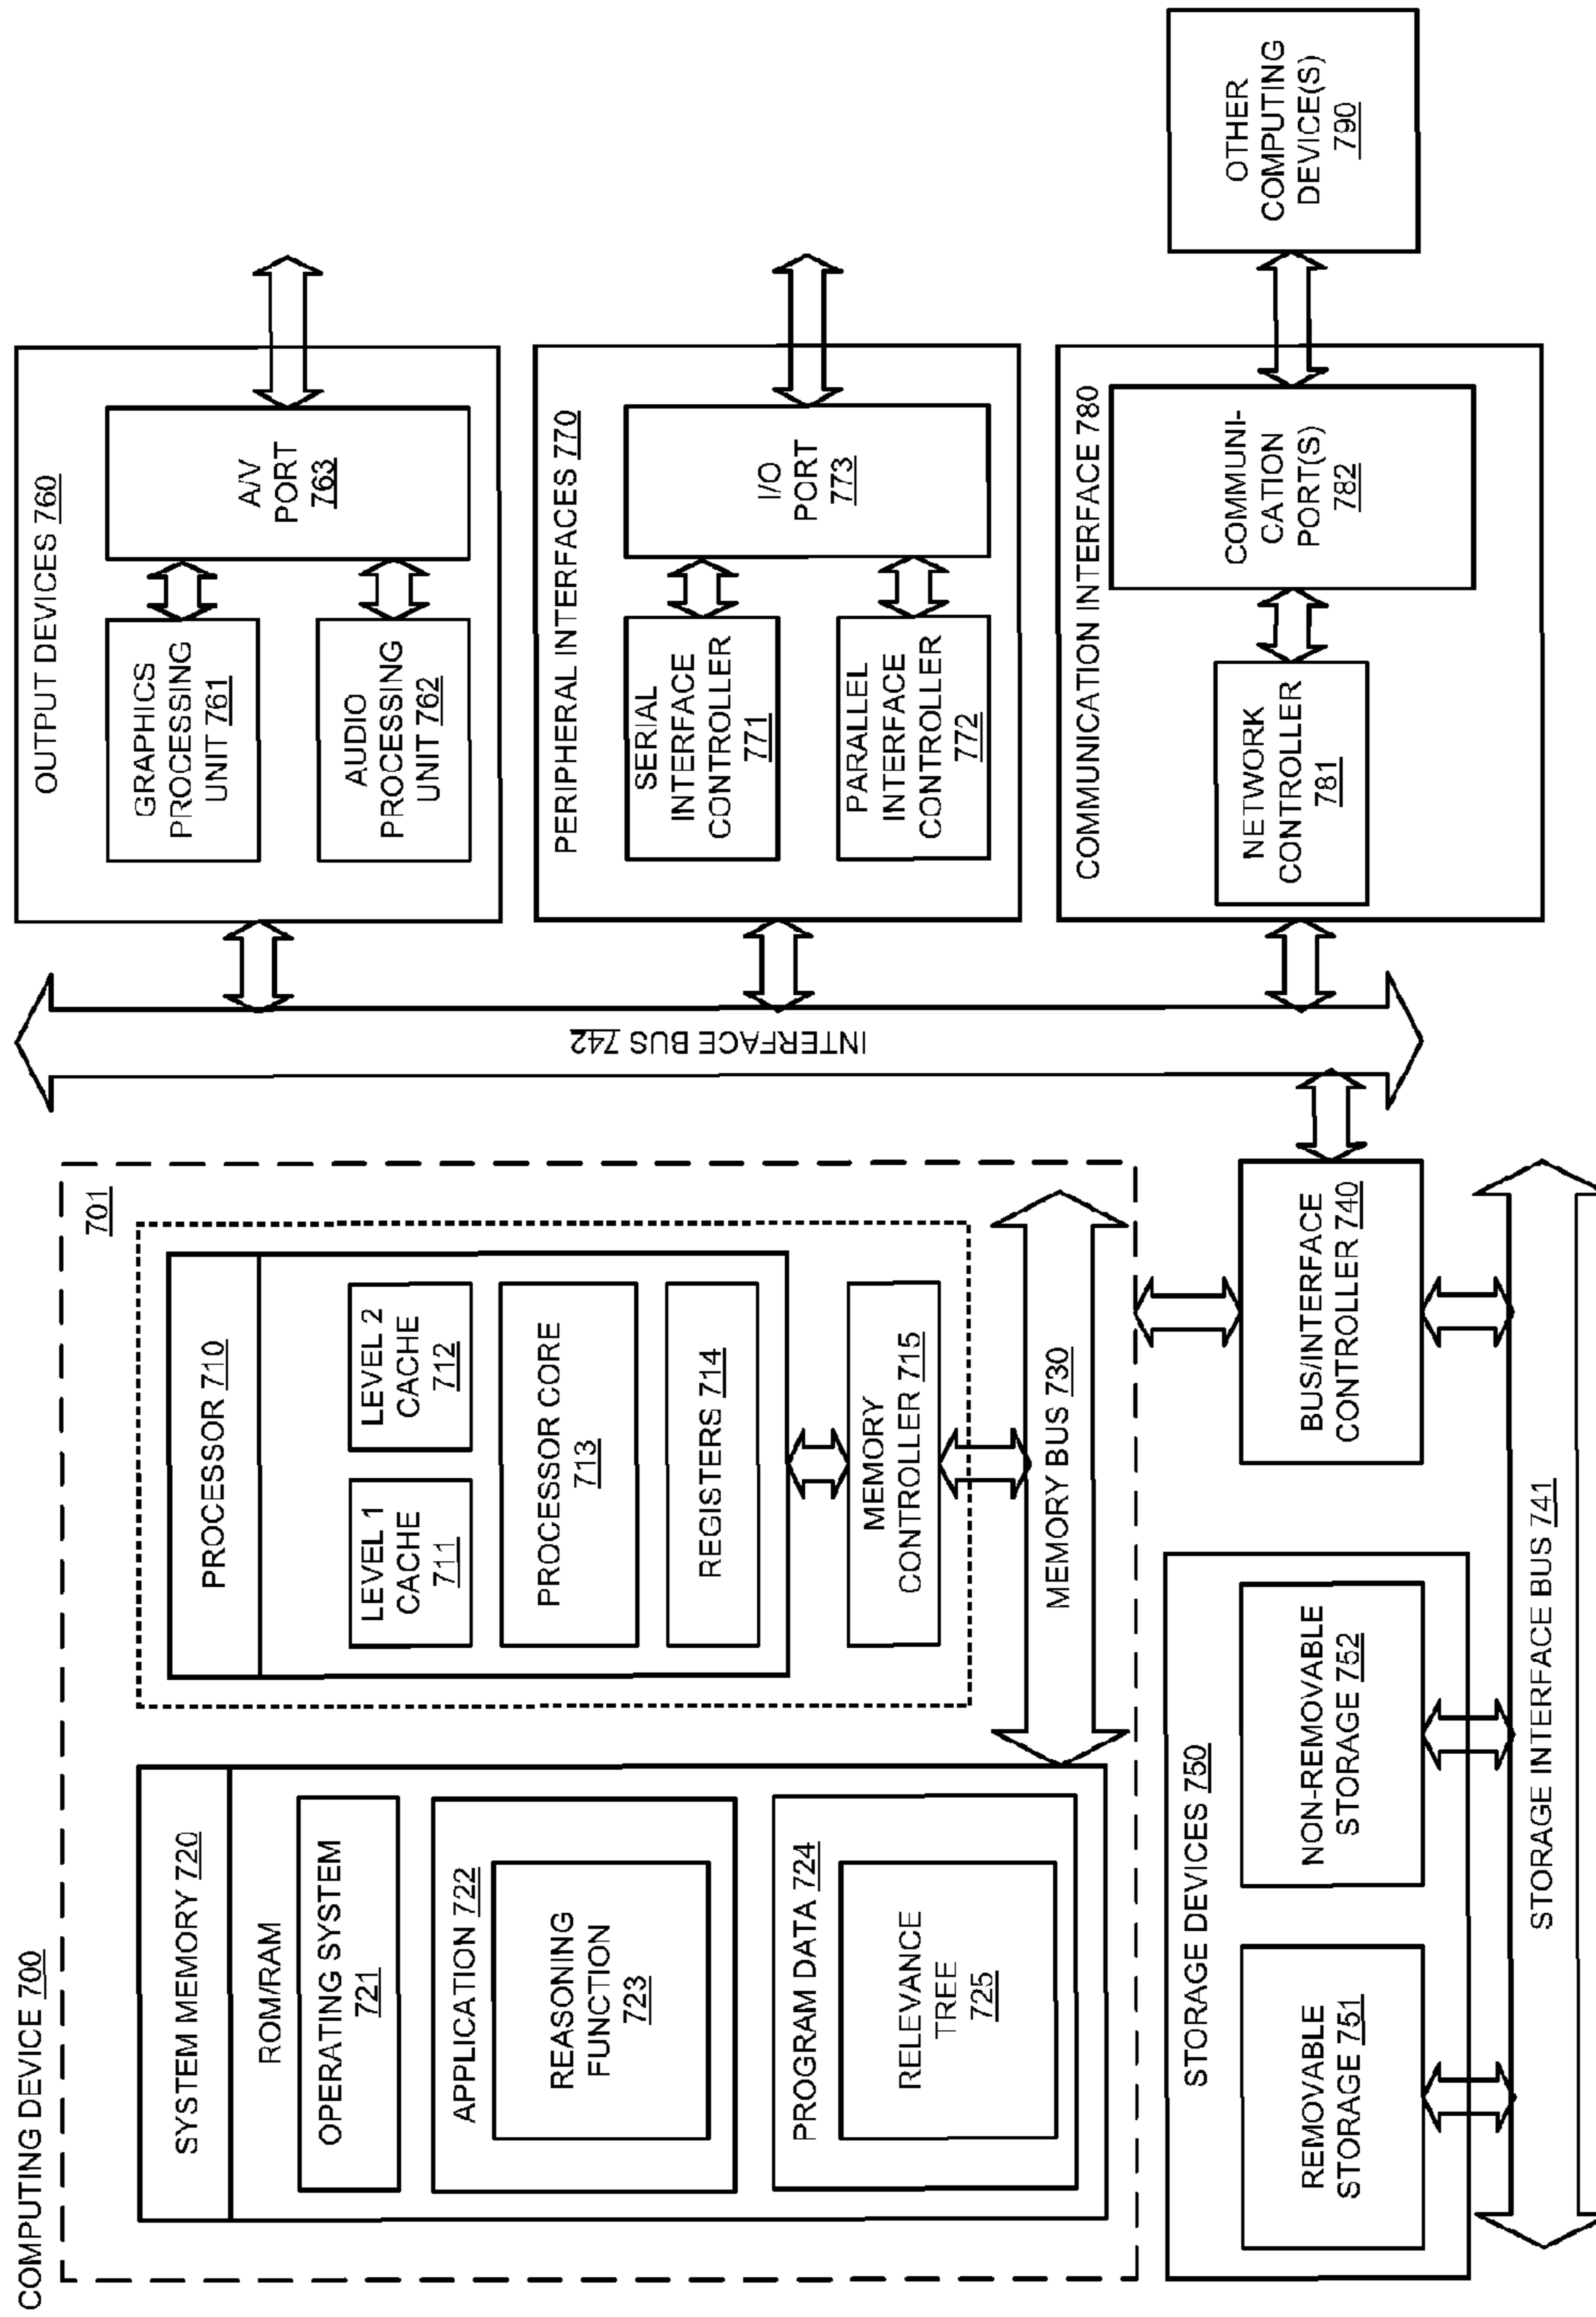 COMPUTING DEVICE 700
701
SYSTEM MEMORY 720
ROM/RAM
OPERATING SYSTEM
721
APPLICATION 722
REASONING
FUNCTION
723
PROGRAM DATA 724
RELEVANCE
TREE
725
PROCESSOR 710
LEVEL 1
CACHE
711
LEVEL 2
CACHE
712
PROCESSOR CORE
713
REGISTERS 714
MEMORY
CONTROLLER 715
MEMORY BUS 730
STORAGE DEVICES 750
REMOVABLE
STORAGE 751
NON-REMOVABLE
STORAGE 752
BUS/INTERFACE
CONTROLLER 740
STORAGE INTERFACE BUS 741
INTERFACE BUS 742
OUTPUT DEVICES 760
GRAPHICS
PROCESSING
UNIT 761
AUDIO
PROCESSING
UNIT 762
A/V
PORT
763
PERIPHERAL INTERFACES 770
SERIAL
INTERFACE
CONTROLLER
771
PARALLEL
INTERFACE
CONTROLLER
772
I/O
PORT
773
COMMUNICATION INTERFACE 780
NETWORK
CONTROLLER
781
COMMUNI-
CATION
PORT(S)
782
OTHER
COMPUTING
DEVICE(S)
790